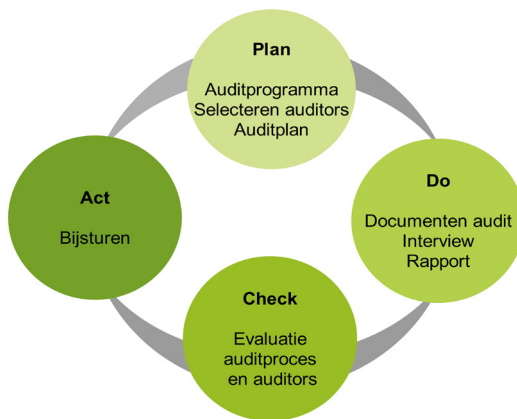 Plan
Auditprogramma
Selecteren auditors
Auditplan
Do
Documenten audit
Interview
Rapport
Check
Evaluatie
auditproces
en auditors
Act
Bijsturen